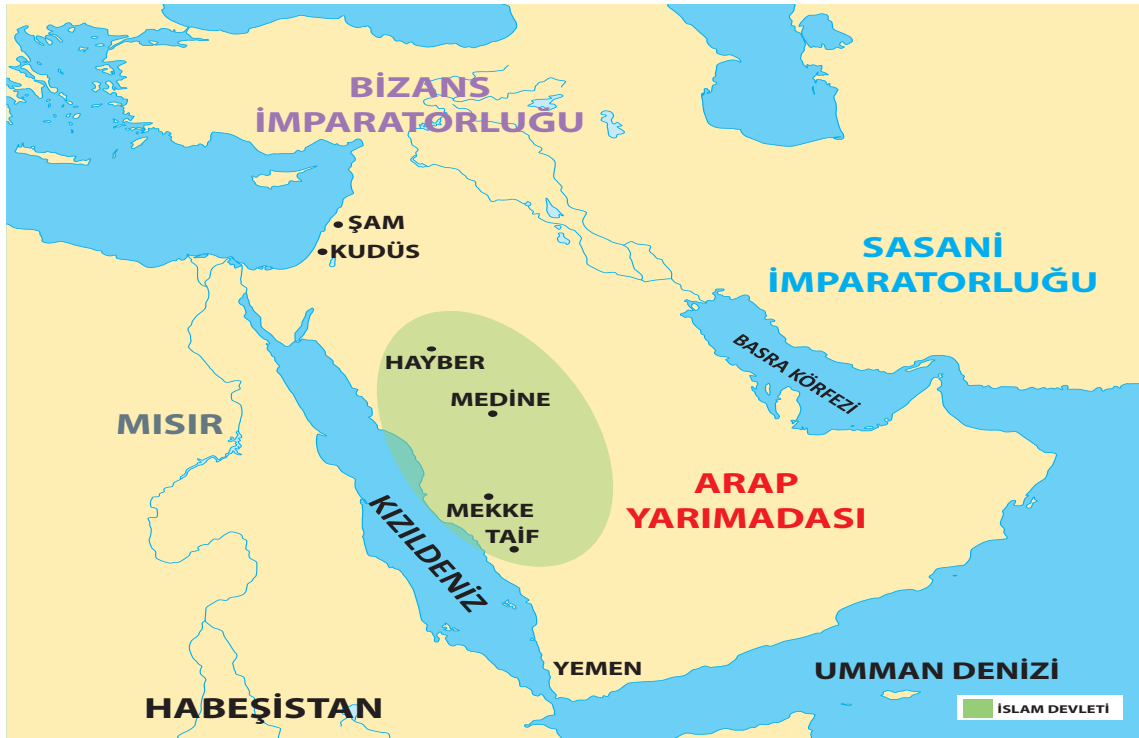 BİZANS
İMPARATORLUĞU
ŞAM
KUDÜS
SASANİ
İMPARATORLUĞU
HAYBER
BASRA KÖRFEZİ
MEDİNE
MISIR
ARAP
YARIMADASI
MEKKE
TAİF
KIZILDENİZ
YEMEN
UMMAN DENİZİ
HABEŞİSTAN
İSLAM DEVLETİ